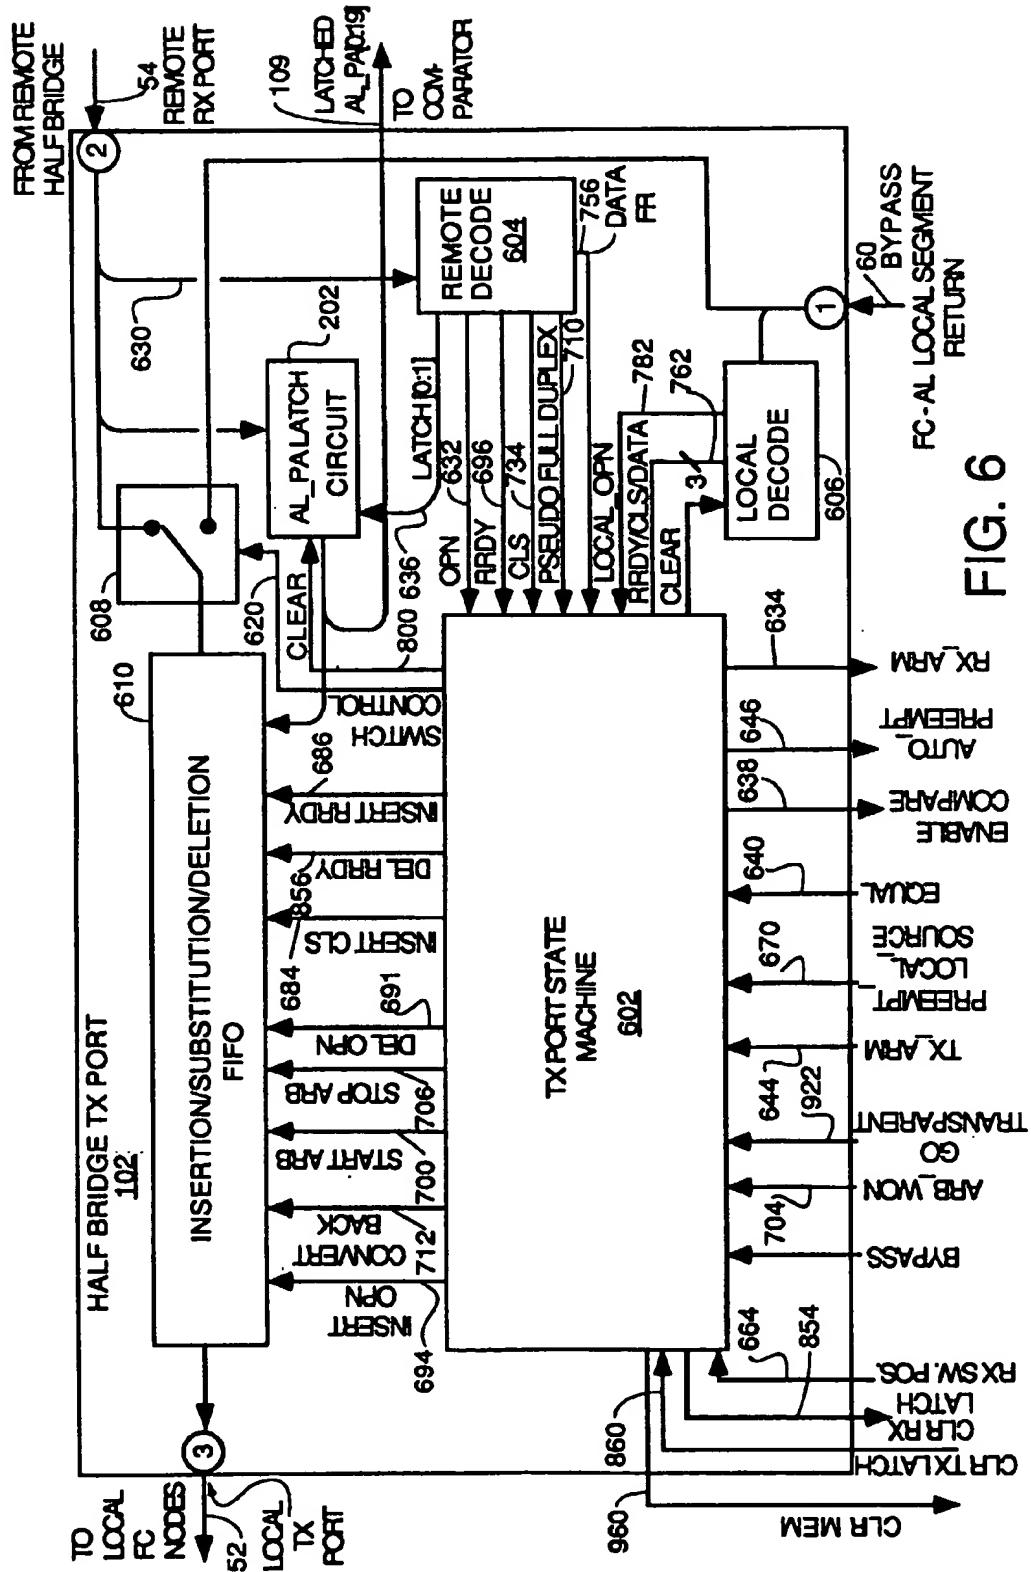 HALF BRIDGE TX PORT
102
FROM REMOTE
HALF BRIDGE
54
REMOTE
RX PORT
2
109
LATCHED
AL_PA[0:19]
TO COM-
PARATOR
630
608
620
202
AL_PA LATCH
CIRCUIT
CLEAR
800
636
LATCH [0:1]
REMOTE
DECODE
604
756
DATA
FR
OPN
632
RRDY
696
CLS
734
PSEUDO FULL DUPLEX
710
LOCAL_OPN
RRDY/CLS/DATA
782
762
3
CLEAR
LOCAL
DECODE
606
1
60
BYPASS
FC-AL LOCAL SEGMENT
RETURN
610
INSERTION/SUBSTITUTION/DELETION
FIFO
3
TO LOCAL
FC
NODES
52
LOCAL
TX
PORT
INSERT
OPN
694
CONVERT
BACK
712
START ARB
700
STOP ARB
706
DEL OPN
691
INSERT CLS
684
DEL RRDY
856
INSERT RRDY
686
SWITCH
CONTROL
TX PORT STATE
MACHINE
602
960
CLR MEM
860
CLR TX LATCH
CLR RX
LATCH
854
RX SW. POS.
664
BYPASS
ARB_WON
704
GO
TRANSPARENT
922
TX_ARM
644
PREEMPT_
LOCAL_
SOURCE
670
EQUAL
640
ENABLE
COMPARE
638
AUTO_
PREEMPT
646
RX_ARM
634
FIG. 6